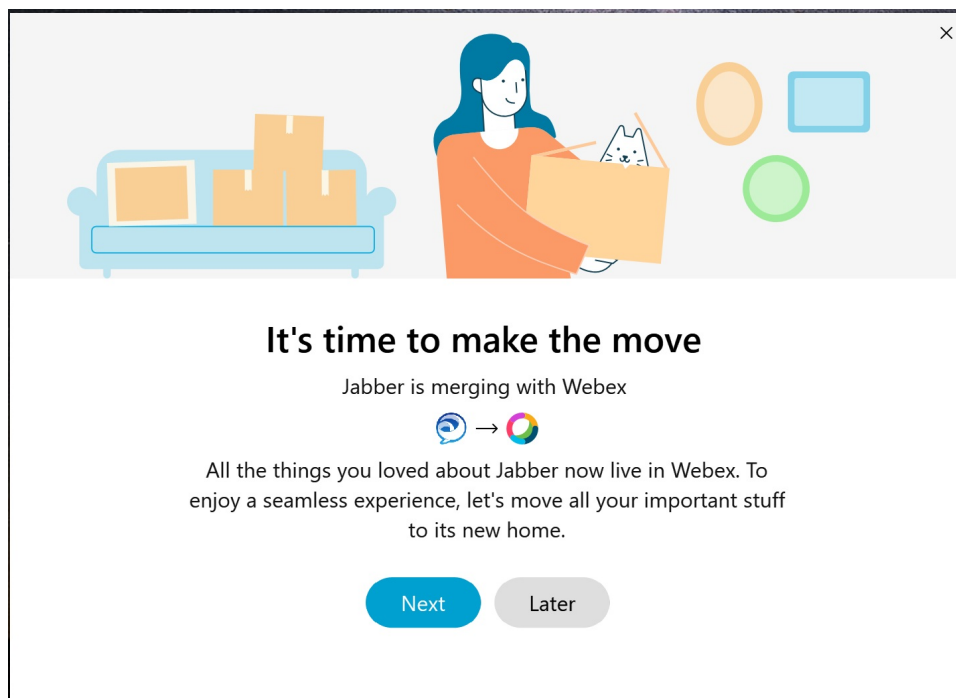 It's time to make the move
Jabber is merging with Webex
All the things you loved about Jabber now live in Webex. To
enjoy a seamless experience, let's move all your important stuff
to its new home.
Next
Later